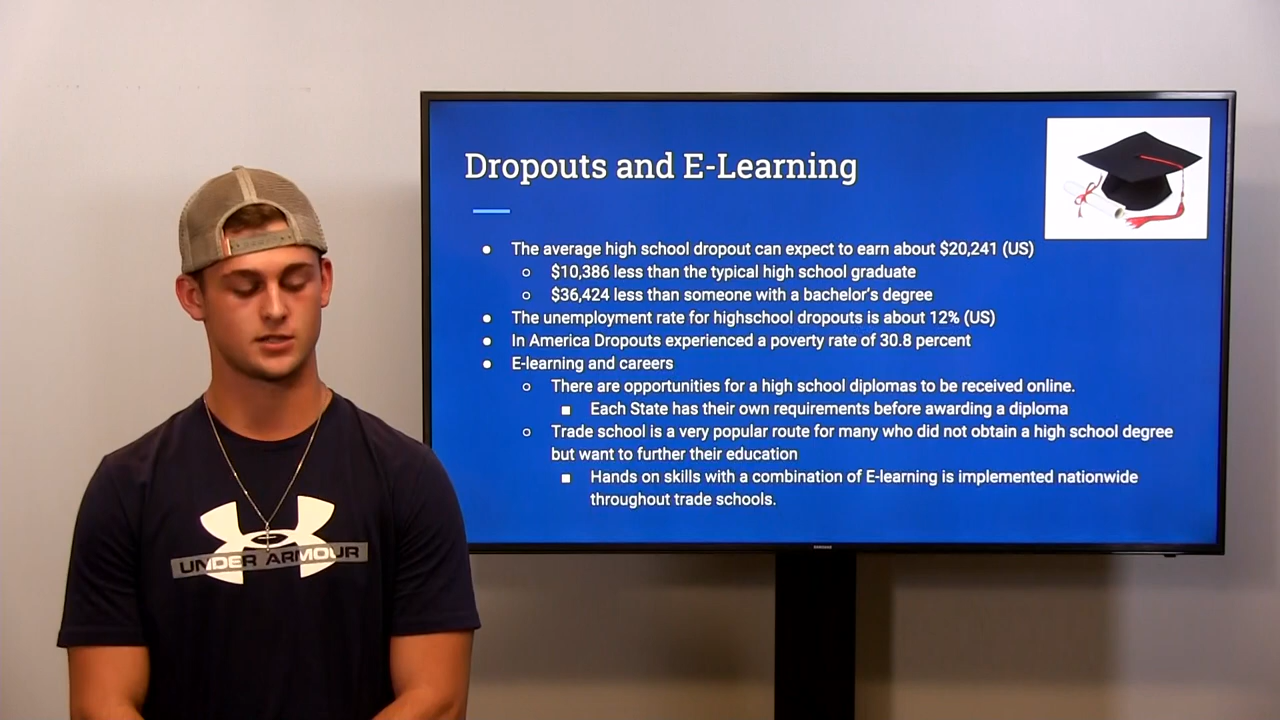 Dropouts and E-Learning
● The average high school dropout can expect to earn about $20,241 (US)
○ $10,386 less than the typical high school graduate
○ $36,424 less than someone with a bachelor's degree
● The unemployment rate for highschool dropouts is about 12% (US)
● In America Dropouts experienced a poverty rate of 30.8 percent
● E-learning and careers
○ There are opportunities for a high school diplomas to be received online.
■ Each State has their own requirements before awarding a diploma
○ Trade school is a very popular route for many who did not obtain a high school degree
but want to further their education
■ Hands on skills with a combination of E-learning is implemented nationwide
throughout trade schools.
UNDER ARMOUR
SAMSUNG